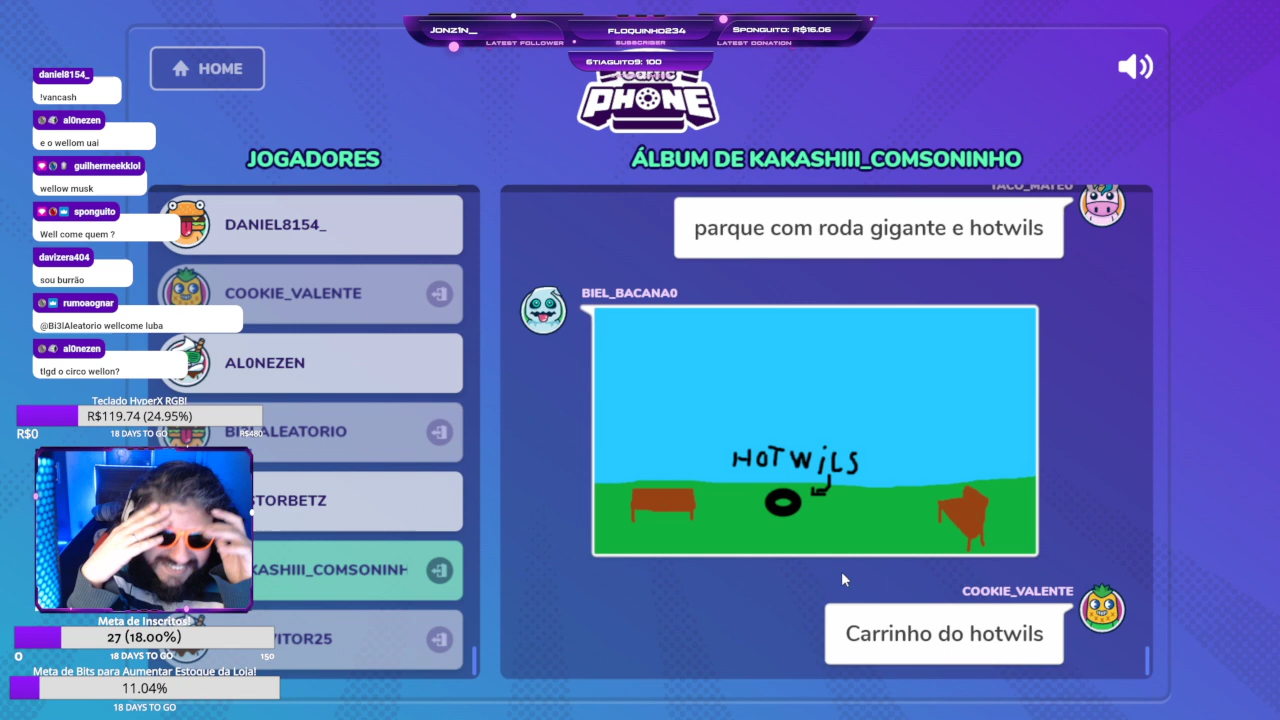 JONZ1N__
LATEST FOLLOWER
FLOQUINHO234
SUBSCRIBER
SPONGUITO: R$16.06
LATEST DONATION
6TIAGUITO9: 100
HOME
PHONE
daniel8154_
!vancash
al0nezen
e o wellom uai
guilhermeekklol
wellow musk
sponguito
Well come quem ?
davizera404
sou burrão
rumoaognar
@Bi3lAleatorio wellcome luba
al0nezen
tlgd o circo wellon?
Teclado HyperX RGB!
R$119.74 (24.95%)
R$0
18 DAYS TO GO
R$480
Meta de Inscritos!
27 (18.00%)
0
18 DAYS TO GO
150
Meta de Bits para Aumentar Estoque da Loja!
11.04%
18 DAYS TO GO
JOGADORES
DANIEL8154_
COOKIE_VALENTE
AL0NEZEN
ALEATORIO
STORBETZ
KASHIII_COMSONINH
VITOR25
ÁLBUM DE KAKASHIII_COMSONINHO
YACO_MATEU
parque com roda gigante e hotwils
BIEL_BACANA0
HOTWiLS
COOKIE_VALENTE
Carrinho do hotwils